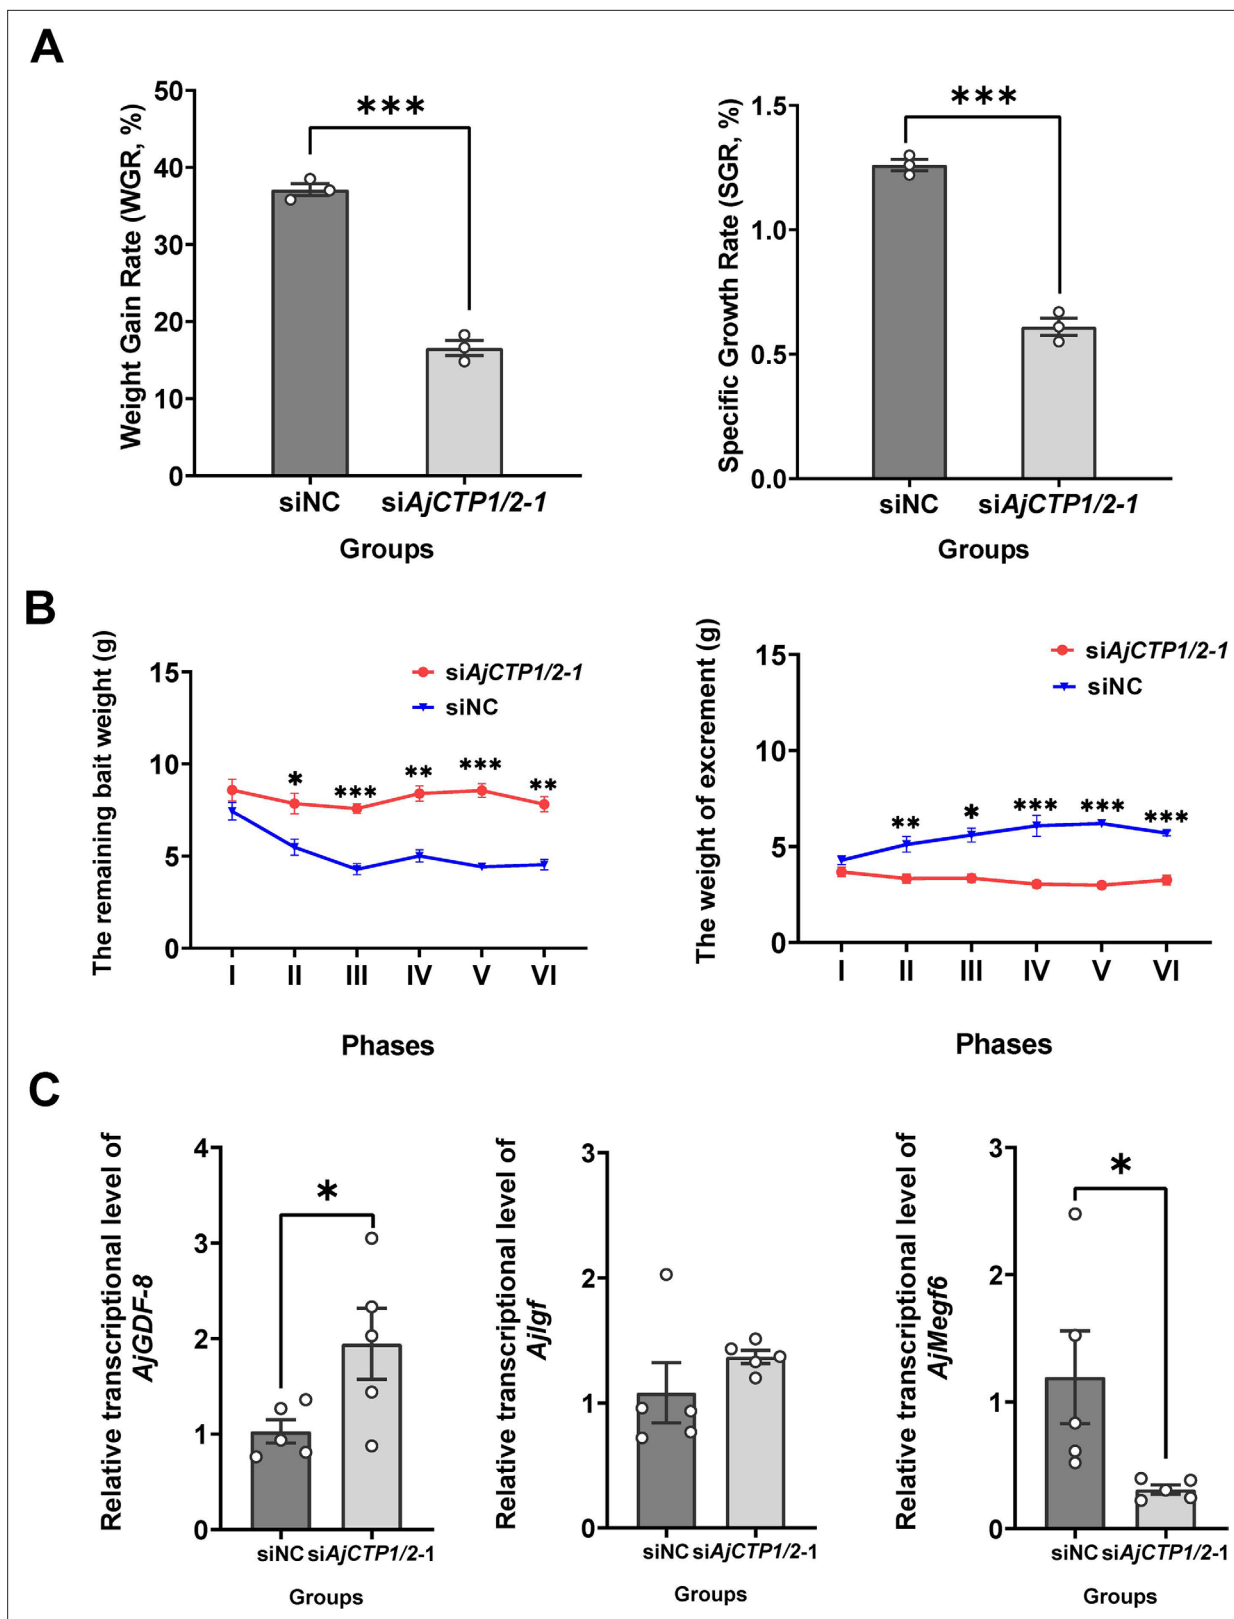 A
Weight Gain Rate (WGR, %)
50
40
30
20
10
0
***
siNC
siAjCTP1/2-1
Groups
Specific Growth Rate (SGR, %)
1.5
1.0
0.5
0.0
***
siNC
siAjCTP1/2-1
Groups
B
The remaining bait weight (g)
15
10
5
0
siAjCTP1/2-1
siNC
* *** ** *** **
I II III IV V VI
Phases
The weight of excrement (g)
15
10
5
0
siAjCTP1/2-1
siNC
** * *** *** ***
I II III IV V VI
Phases
C
Relative transcriptional level of
AjGDF-8
4
3
2
1
0
*
siNC siAjCTP1/2-1
Groups
Relative transcriptional level of
AjIgf
3
2
1
0
siNC siAjCTP1/2-1
Groups
Relative transcriptional level of
AjMegf6
3
2
1
0
*
siNC siAjCTP1/2-1
Groups